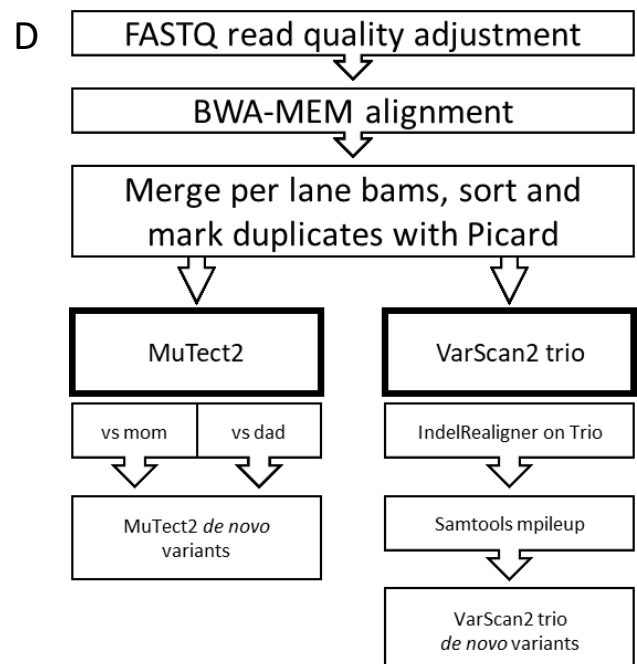 D
FASTQ read quality adjustment
BWA-MEM alignment
Merge per lane bams, sort and
mark duplicates with Picard
MuTect2
VarScan2 trio
vs mom
vs dad
IndelRealigner on Trio
MuTect2 de novo
variants
Samtools mpileup
VarScan2 trio
de novo variants